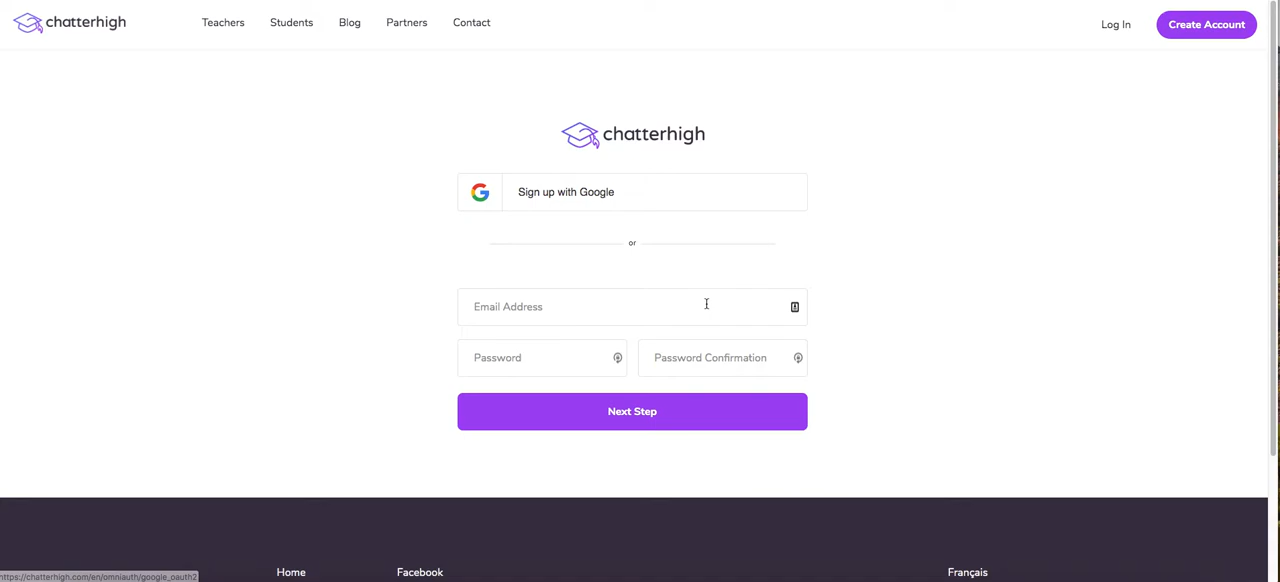 chatterhigh
Teachers Students Blog Partners Contact
Log In
Create Account
chatterhigh
Sign up with Google
or
Email Address
Password
Password Confirmation
Next Step
Home Facebook Français
https://chatterhigh.com/en/omniauth/google_oauth2